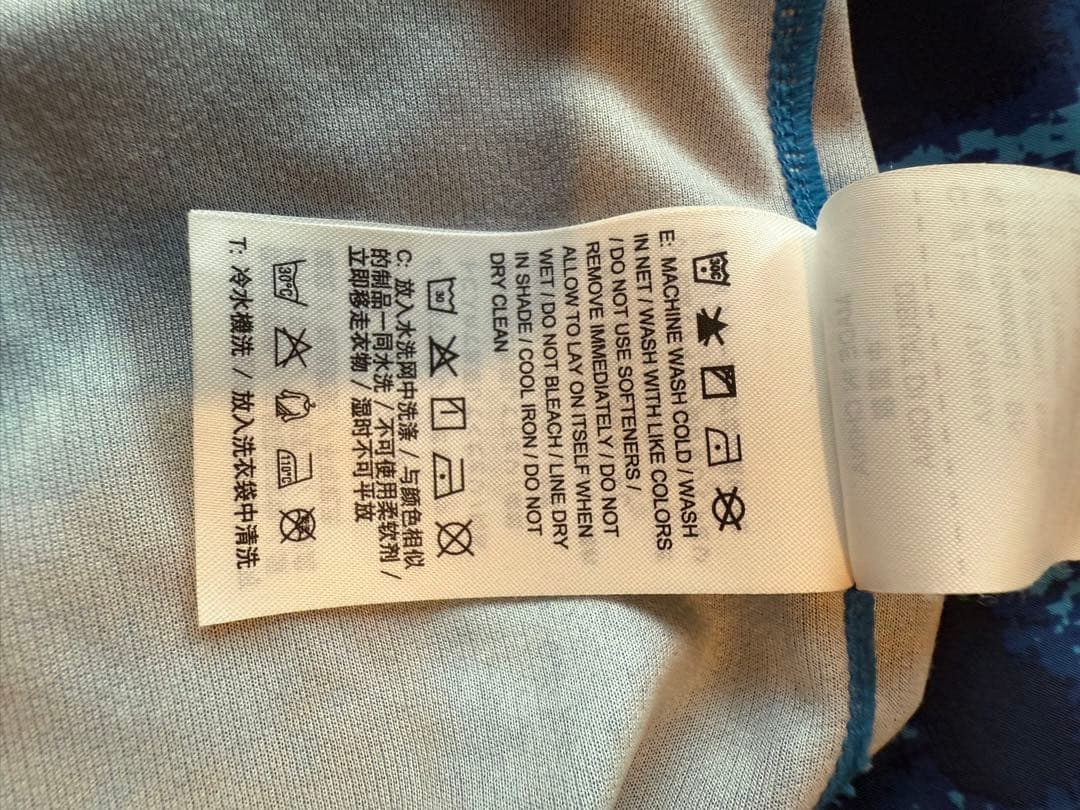 30C
E: MACHINE WASH COLD / WASH
IN NET / WASH WITH LIKE COLORS
/ DO NOT USE SOFTENERS /
REMOVE IMMEDIATELY / DO NOT
ALLOW TO LAY ON ITSELF WHEN
WET / DO NOT BLEACH / LINE DRY
IN SHADE / COOL IRON / DO NOT
DRY CLEAN
30
C: 放入水洗网中洗涤 / 与颜色相似
的制品一同水洗 / 不可使用柔软剂 /
立即移走衣物 / 湿时不可平放
30°C 110°C
T: 冷水機洗 / 放入洗衣袋中清洗